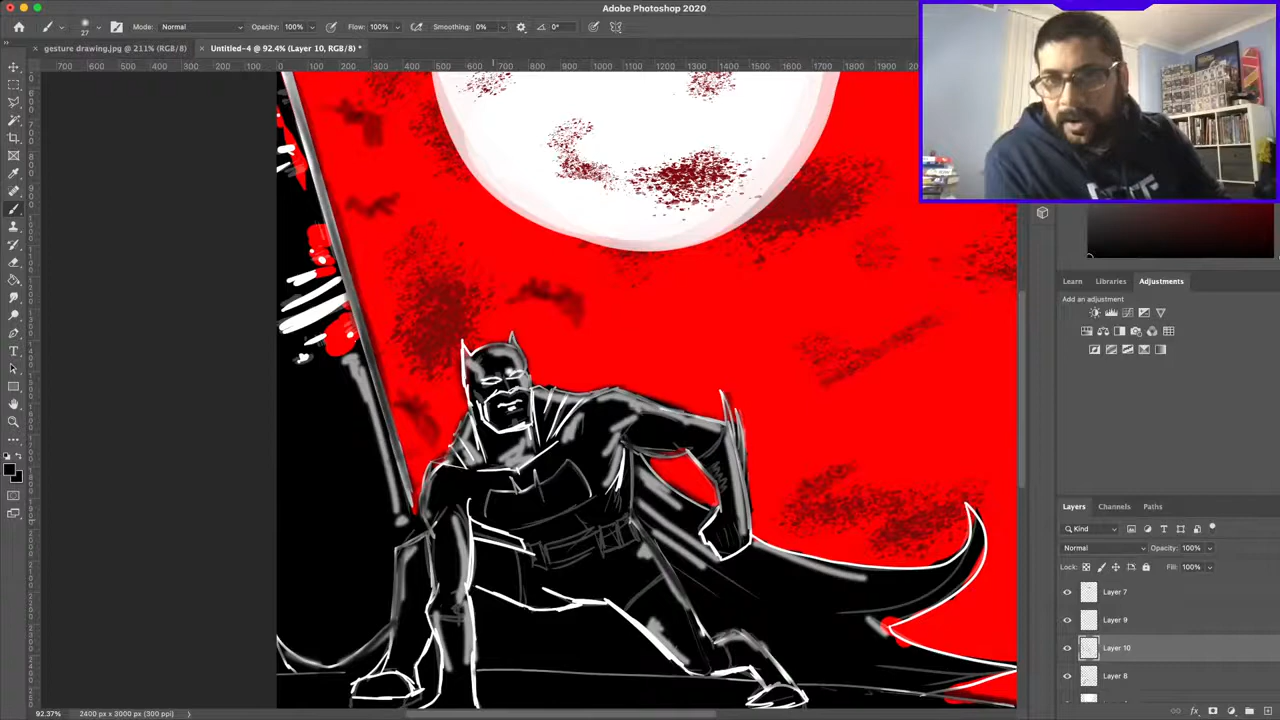 Adobe Photoshop 2020
27 Mode: Normal Opacity: 100% Flow: 100% Smoothing: 0% 0°
× gesture drawing.jpg @ 211% (RGB/8) × Untitled-4 @ 92.4% (Layer 10, RGB/8) *
700 600 500 400 300 200 100 0 100 200 300 400 500 600 700 800 900 1000 1100 1200 1300 1400 1500 1600 1700 1800 1900
Learn Libraries Adjustments
Add an adjustment
Layers Channels Paths
Kind
Normal Opacity: 100%
Lock: Fill: 100%
Layer 7
Layer 9
Layer 10
Layer 8
fx
92.37% 2400 px x 3000 px (300 ppi)